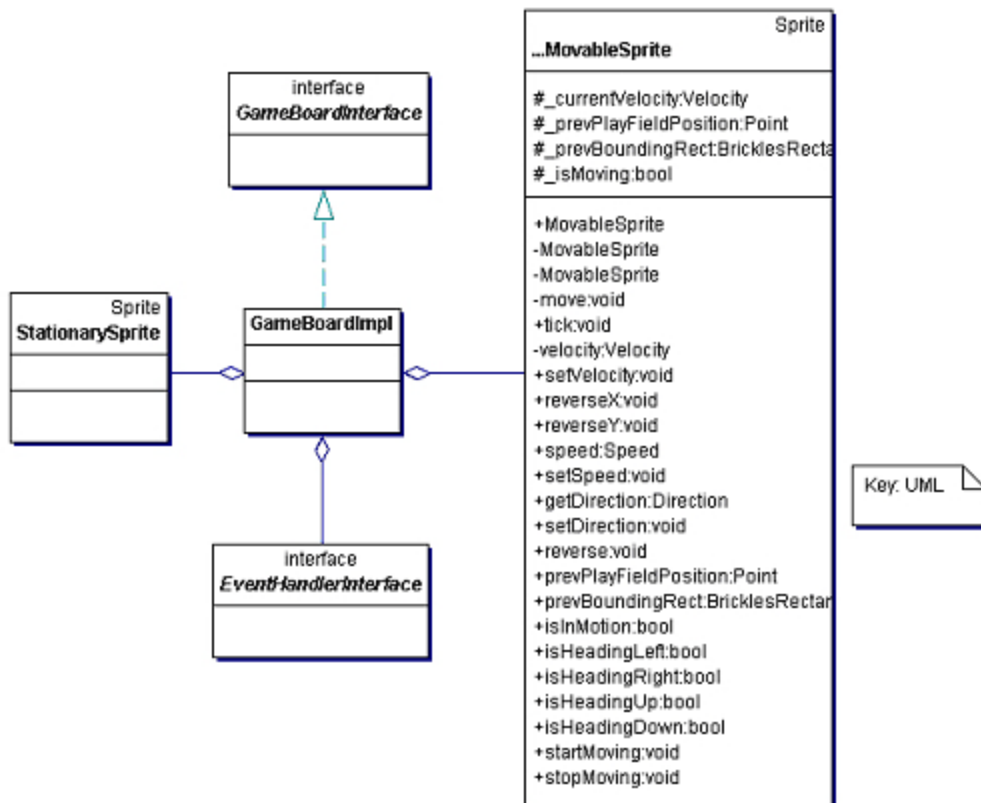 interface
GameBoardInterface
Sprite
StationarySprite
GameBoardImpl
interface
EventHandlerInterface
Sprite
...MovableSprite
#_currentVelocity:Velocity
#_prevPlayFieldPosition:Point
#_prevBoundingRect:BricklesRecta
#_isMoving:bool
+MovableSprite
-MovableSprite
-MovableSprite
-move:void
+tick:void
-velocity:Velocity
+setVelocity:void
+reverseX:void
+reverseY:void
+speed:Speed
+setSpeed:void
+getDirection:Direction
+setDirection:void
+reverse:void
+prevPlayFieldPosition:Point
+prevBoundingRect:BricklesRectan
+isInMotion:bool
+isHeadingLeft:bool
+isHeadingRight:bool
+isHeadingUp:bool
+isHeadingDown:bool
+startMoving:void
+stopMoving:void
Key: UML